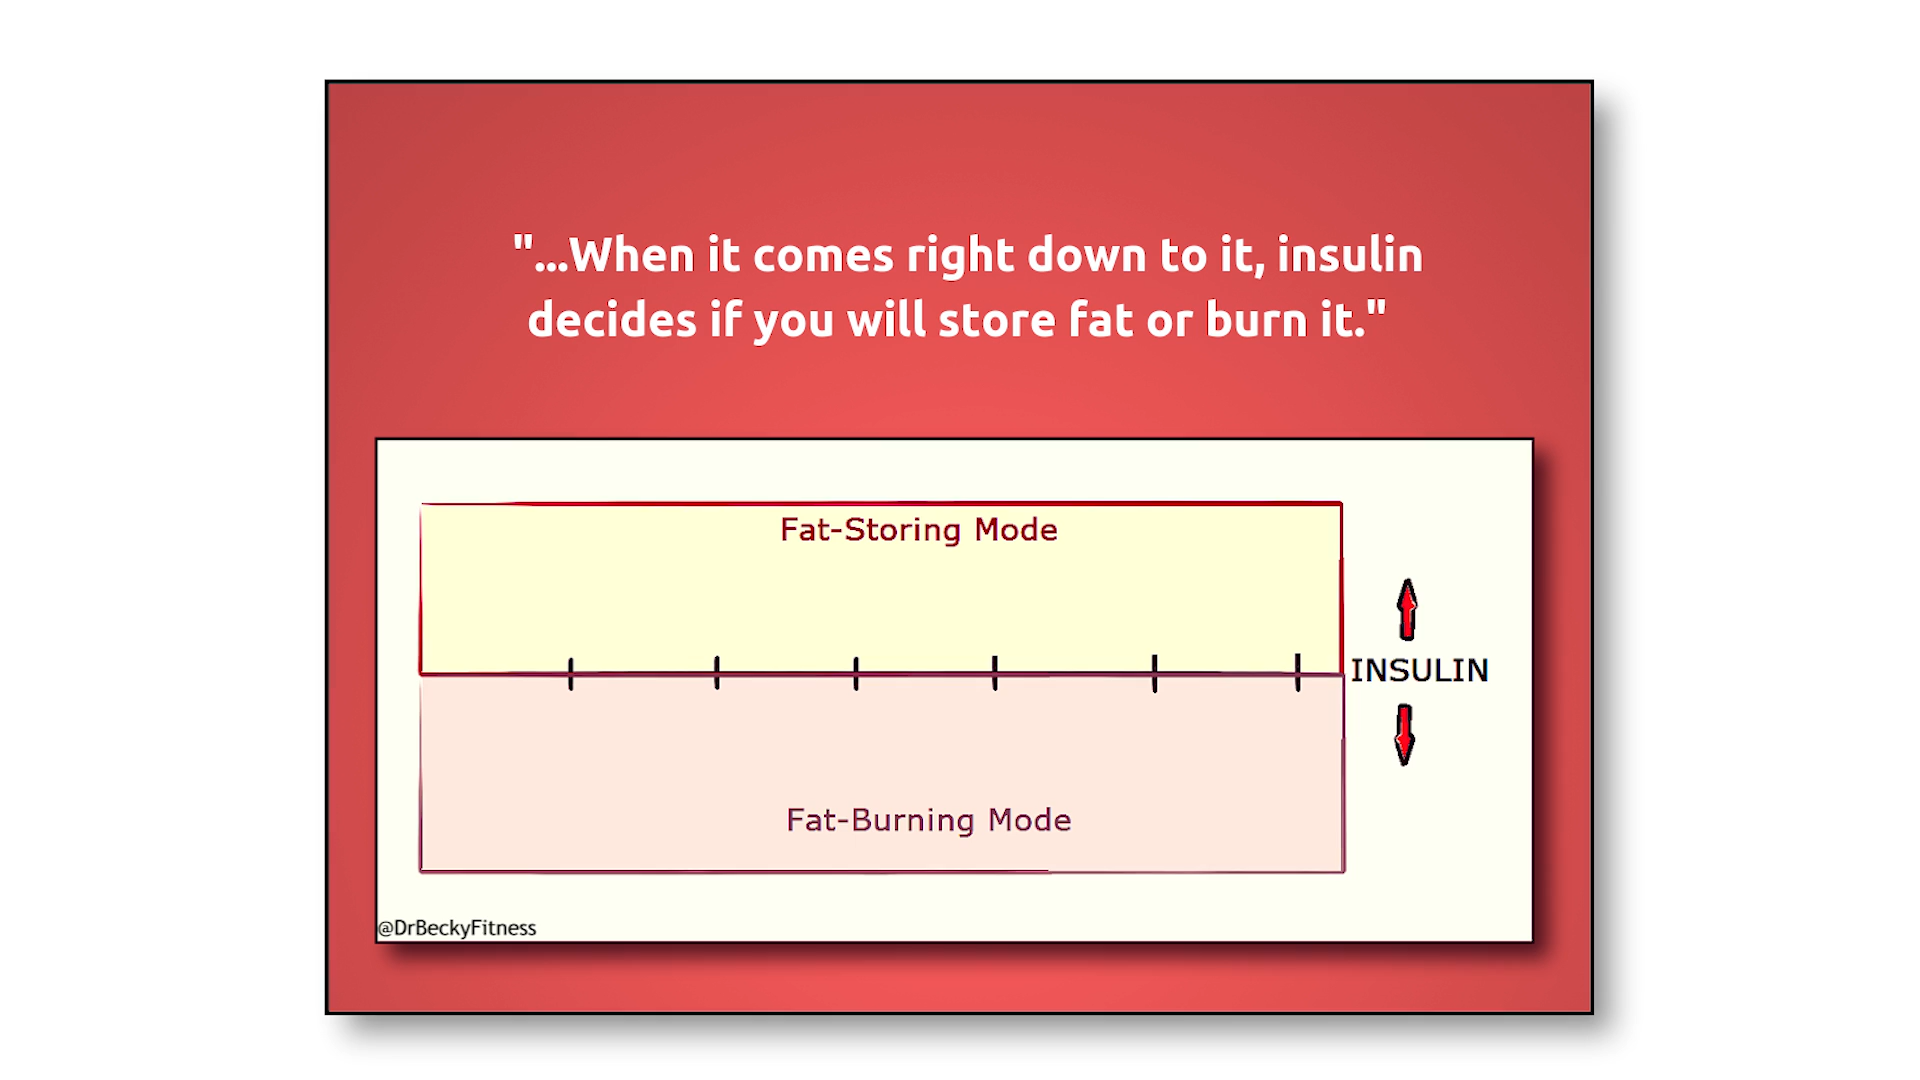 "...When it comes right down to it, insulin
decides if you will store fat or burn it."
Fat-Storing Mode
INSULIN
Fat-Burning Mode
@DrBeckyFitness